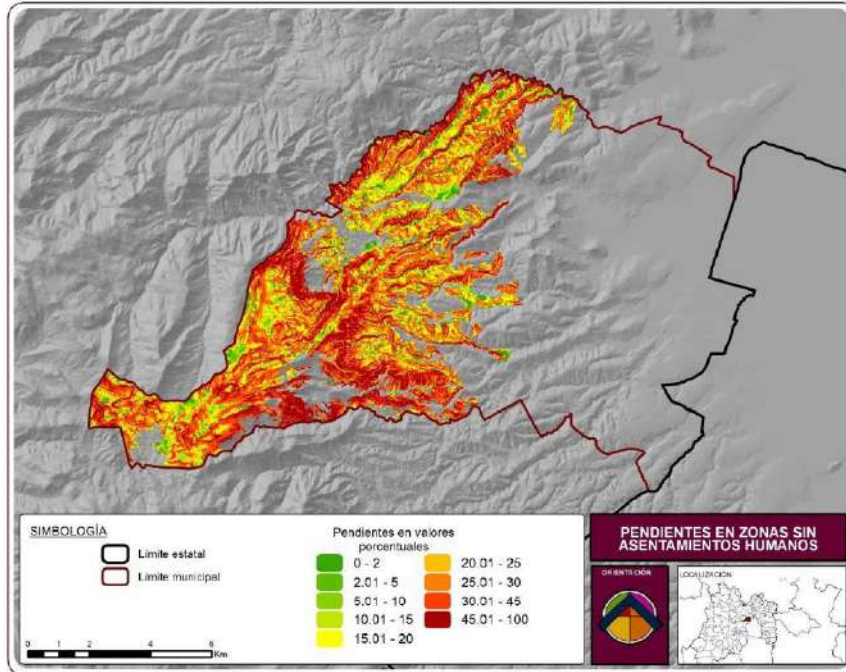 SIMBOLOGÍA
Límite estatal
Límite municipal
0 1 2 4 6
Km
Pendientes en valores
porcentuales
0 - 2
2.01 - 5
5.01 - 10
10.01 - 15
15.01 - 20
20.01 - 25
25.01 - 30
30.01 - 45
45.01 - 100
PENDIENTES EN ZONAS SIN
ASENTAMIENTOS HUMANOS
ORIENTACIÓN
LOCALIZACIÓN